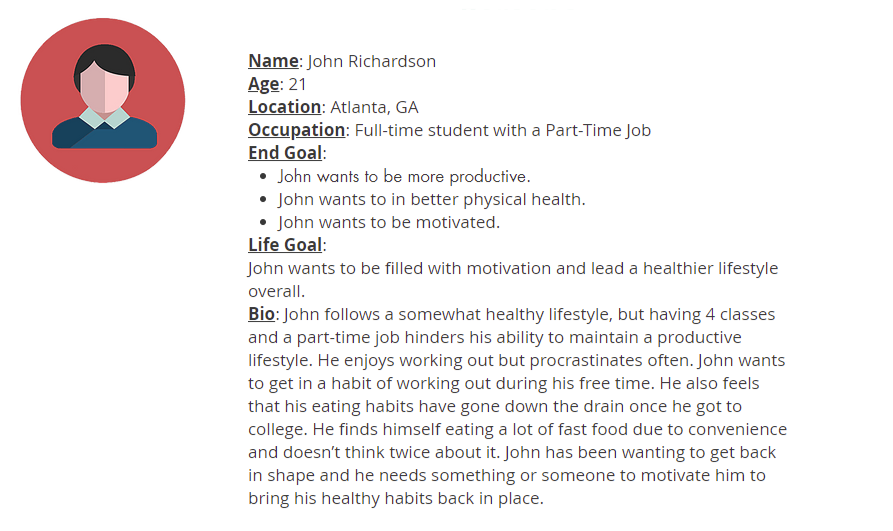 Name: John Richardson
Age: 21
Location: Atlanta, GA
Occupation: Full-time student with a Part-Time Job
End Goal:
• John wants to be more productive.
• John wants to in better physical health.
• John wants to be motivated.
Life Goal:
John wants to be filled with motivation and lead a healthier lifestyle
overall.
Bio: John follows a somewhat healthy lifestyle, but having 4 classes
and a part-time job hinders his ability to maintain a productive
lifestyle. He enjoys working out but procrastinates often. John wants
to get in a habit of working out during his free time. He also feels
that his eating habits have gone down the drain once he got to
college. He finds himself eating a lot of fast food due to convenience
and doesn’t think twice about it. John has been wanting to get back
in shape and he needs something or someone to motivate him to
bring his healthy habits back in place.